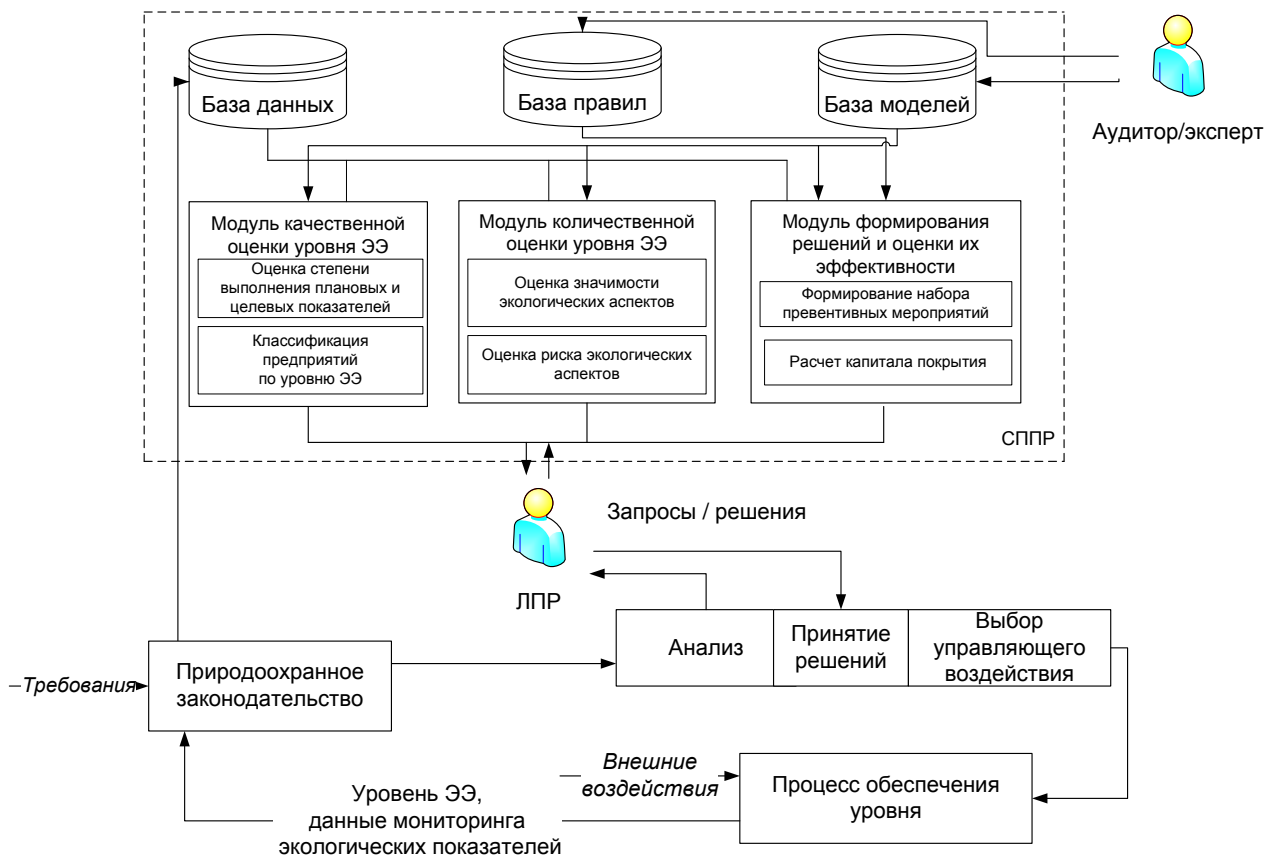 База данных
База правил
База моделей
Аудитор/эксперт
Модуль качественной
оценки уровня ЭЭ
Оценка степени
выполнения плановых и
целевых показателей
Классификация
предприятий
по уровню ЭЭ
Модуль количественной
оценки уровня ЭЭ
Оценка значимости
экологических аспектов
Оценка риска экологических
аспектов
Модуль формирования
решений и оценки их
эффективности
Формирование набора
превентивных мероприятий
Расчет капитала покрытия
СППР
Запросы / решения
ЛПР
Анализ
Принятие
решений
Выбор
управляющего
воздействия
Требования
Природоохранное
законодательство
Внешние
воздействия
Процесс обеспечения
уровня
Уровень ЭЭ,
данные мониторинга
экологических показателей